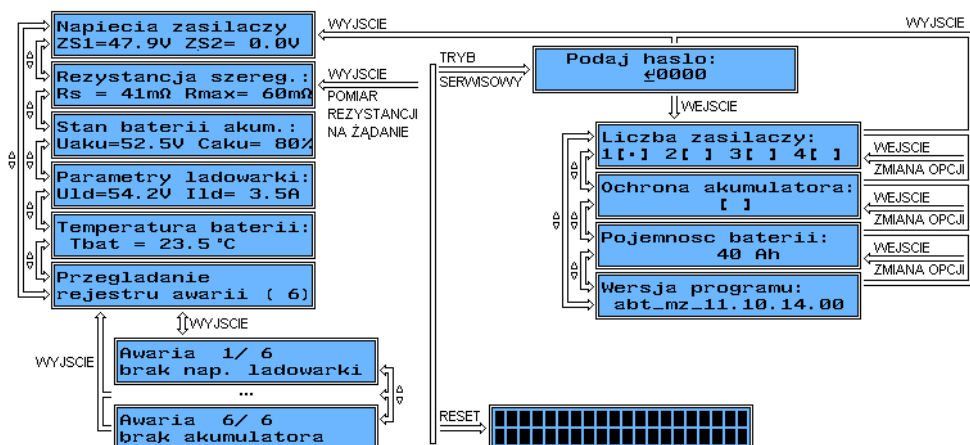 Napiecia zasilaczy
ZS1=47.9V ZS2= 0.0V
Rezystancja szereg.:
Rs = 41mΩ Rmax= 60mΩ
Stan baterii akum.:
Uaku=52.5V Caku= 80%
Parametry ladowarki:
Uld=54.2V Ild= 3.5A
Temperatura baterii:
Tbat = 23.5°C
Przegladanie
rejestru awarii ( 6)
WYJSCIE
WYJSCIE
Awaria 1/ 6
brak nap. ladowarki
...
Awaria 6/ 6
brak akumulatora
WYJSCIE
WYJSCIE
POMIAR
REZYSTANCJI
NA ŻĄDANIE
TRYB
SERWISOWY
RESET
WYJSCIE
Podaj haslo:
↲0000
WEJSCIE
Liczba zasilaczy:
1[·] 2[ ] 3[ ] 4[ ]
Ochrona akumulatora:
[ ]
Pojemnosc baterii:
40 Ah
Wersja programu:
abt_mz_11.10.14.00
WEJSCIE
ZMIANA OPCJI
WEJSCIE
ZMIANA OPCJI
WEJSCIE
ZMIANA OPCJI